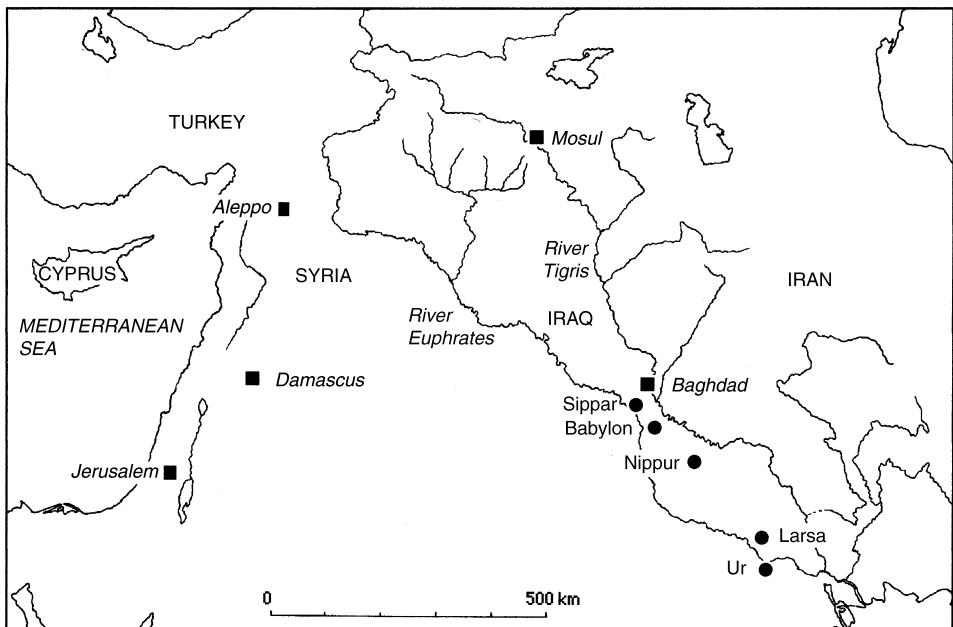 TURKEY
Mosul
Aleppo
River
Tigris
CYPRUS
SYRIA
IRAN
MEDITERRANEAN
SEA
River
Euphrates
IRAQ
Damascus
Baghdad
Sippar
Babylon
Nippur
Jerusalem
Larsa
Ur
0 500 km